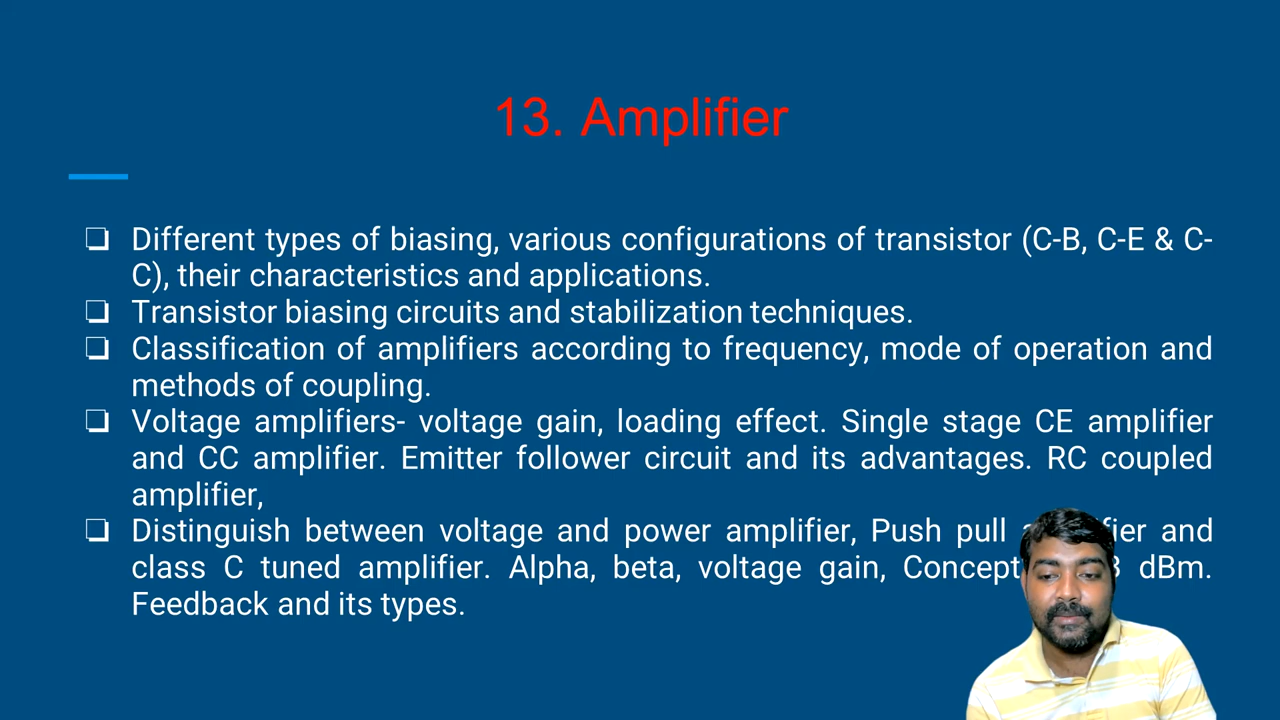 13. Amplifier
Different types of biasing, various configurations of transistor (C-B, C-E & C-
C), their characteristics and applications.
Transistor biasing circuits and stabilization techniques.
Classification of amplifiers according to frequency, mode of operation and
methods of coupling.
Voltage amplifiers- voltage gain, loading effect. Single stage CE amplifier
and CC amplifier. Emitter follower circuit and its advantages. RC coupled
amplifier,
Distinguish between voltage and power amplifier, Push pull and
class C tuned amplifier. Alpha, beta, voltage gain, Concept dBm.
Feedback and its types.